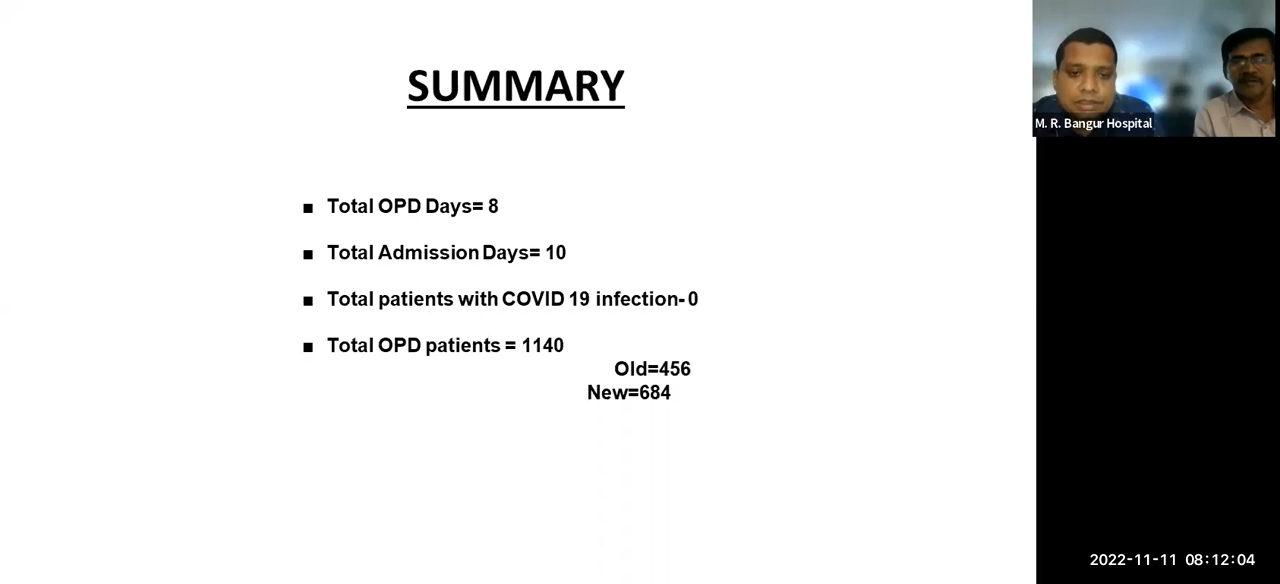 SUMMARY
■ Total OPD Days= 8
■ Total Admission Days= 10
■ Total patients with COVID 19 infection- 0
■ Total OPD patients = 1140
Old=456
New=684
M. R. Bangur Hospital
2022-11-11 08:12:04